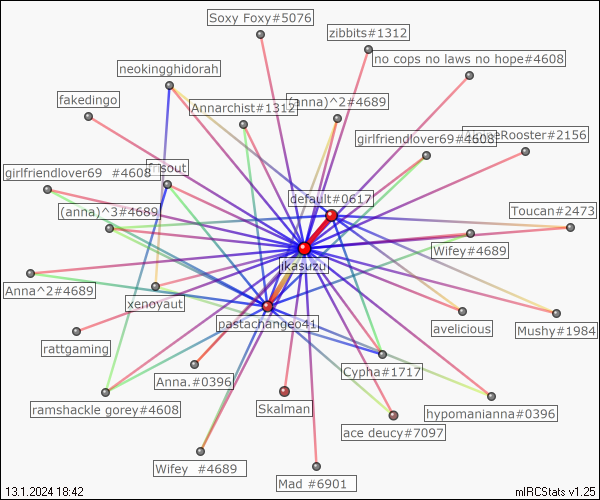 Soxy Foxy#5076
zibbits#1312
no cops no laws no hope#4608
neokingghidorah
fakedingo
Annarchist#1312
(anna)^2#4689
girlfriendlover69#4608
Rooster#2156
girlfriendlover69 #4608
sout
default#0617
(anna)^3#4689
Toucan#2473
Wifey#4689
ikasuzu
Anna^2#4689
xenoyaut
pastachangeo41
avelicious
Mushy#1984
rattgaming
Cypha#1717
Anna.#0396
ramshackle gorey#4608
Skalman
hypomanianna#0396
ace deucy#7097
Wifey #4689
Mad #6901
13.1.2024 18:42
mIRCStats v1.25